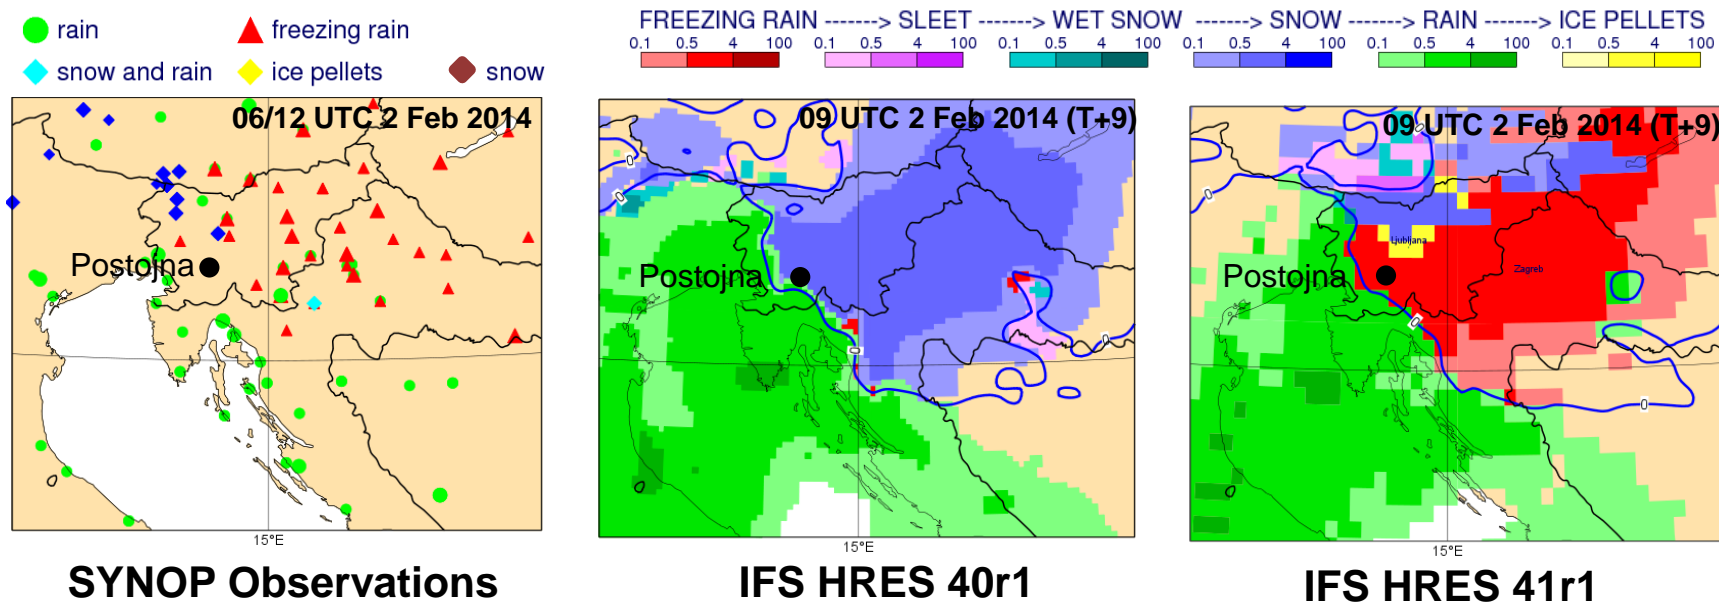 FREEZING RAIN -------> SLEET -------> WET SNOW -------> SNOW -------> RAIN -------> ICE PELLETS
0.1 0.5 4 100 0.1 0.5 4 100 0.1 0.5 4 100 0.1 0.5 4 100 0.1 0.5 4 100 0.1 0.5 4 100
rain freezing rain
snow and rain ice pellets snow
06/12 UTC 2 Feb 2014
Postojna
15°E
SYNOP Observations
09 UTC 2 Feb 2014 (T+9)
0
0
0
0
Postojna
15°E
IFS HRES 40r1
09 UTC 2 Feb 2014 (T+9)
0
0
Ljubljana
Zagreb
Postojna
0
0
0
15°E
IFS HRES 41r1